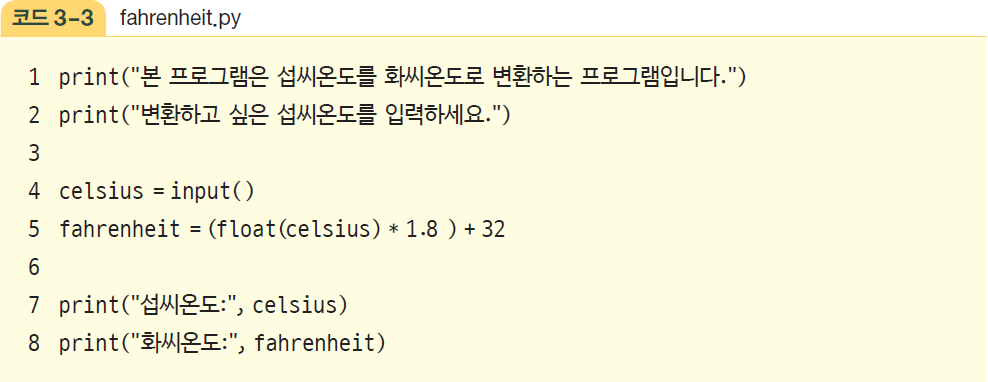 코드 3-3 fahrenheit.py
1 print("본 프로그램은 섭씨온도를 화씨온도로 변환하는 프로그램입니다.")
2 print("변환하고 싶은 섭씨온도를 입력하세요.")
3
4 celsius = input()
5 fahrenheit = (float(celsius) * 1.8 ) + 32
6
7 print("섭씨온도:", celsius)
8 print("화씨온도:", fahrenheit)